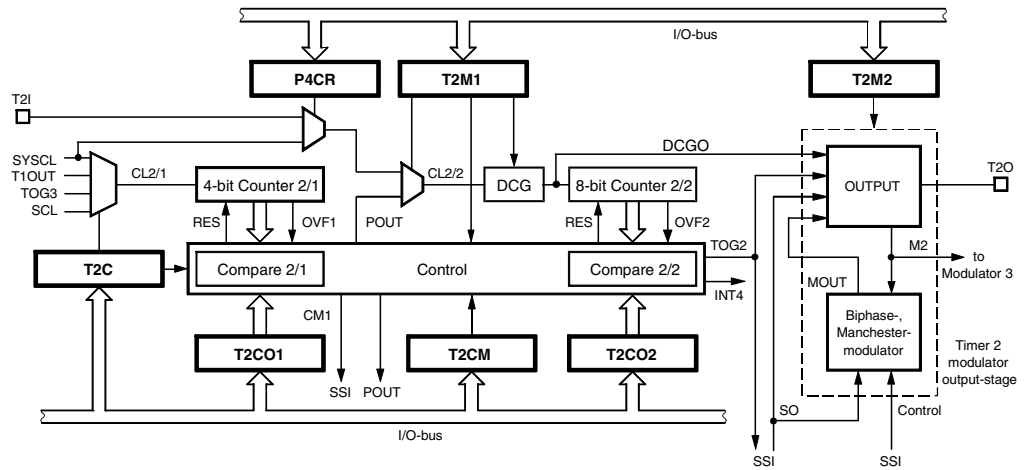 I/O-bus
P4CR
T2M1
T2M2
T2I
SYSCL
T1OUT
TOG3
SCL
CL2/1
4-bit Counter 2/1
CL2/2
DCG
8-bit Counter 2/2
DCGO
OUTPUT
T2O
RES
OVF1
POUT
RES
OVF2
TOG2
T2C
Compare 2/1
Control
Compare 2/2
INT4
M2
to
Modulator 3
MOUT
CM1
Biphase-,
Manchester-
modulator
Timer 2
modulator
output-stage
T2CO1
T2CM
T2CO2
SSI
POUT
SO
Control
I/O-bus
SSI
SSI